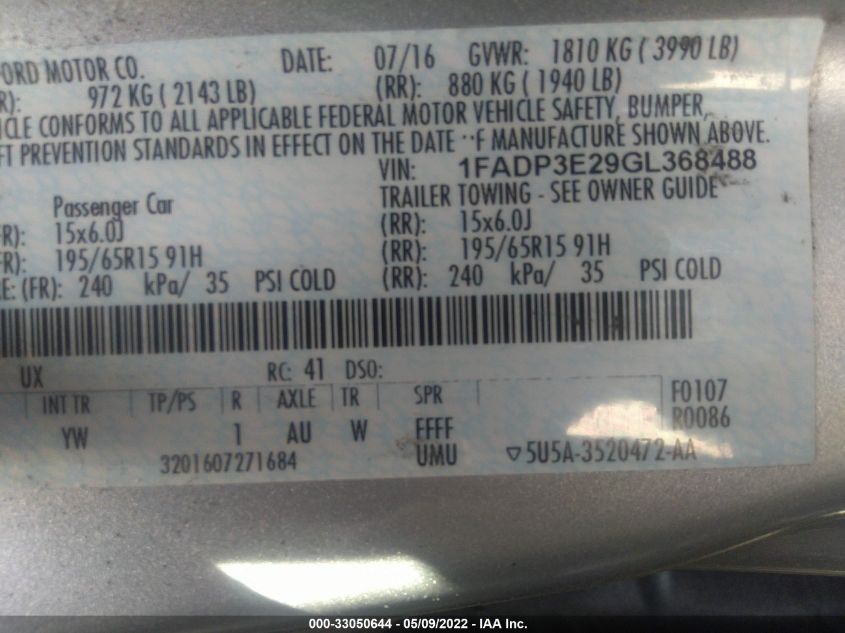 FORD MOTOR CO. DATE: 07/16 GVWR: 1810 KG ( 3990 LB)
R): 972 KG ( 2143 LB) (RR): 880 KG ( 1940 LB)
ICLE CONFORMS TO ALL APPLICABLE FEDERAL MOTOR VEHICLE SAFETY, BUMPER,
FT PREVENTION STANDARDS IN EFFECT ON THE DATE F MANUFACTURE SHOWN ABOVE.
VIN: 1FADP3E29GL368488
Passenger Car TRAILER TOWING - SEE OWNER GUIDE
FR): 15x6.0J (RR): 15x6.0J
FR): 195/65R15 91H (RR): 195/65R15 91H
E: (FR): 240 kPa/ 35 PSI COLD (RR): 240 kPa/ 35 PSI COLD
UX RC: 41 DSO:
INT TR TP/PS R AXLE TR SPR F0107
YW 1 AU W FFFF R0086
3201607271684 UMU ▽5U5A-3520472-AA
000-33050644 - 05/09/2022 - IAA Inc.